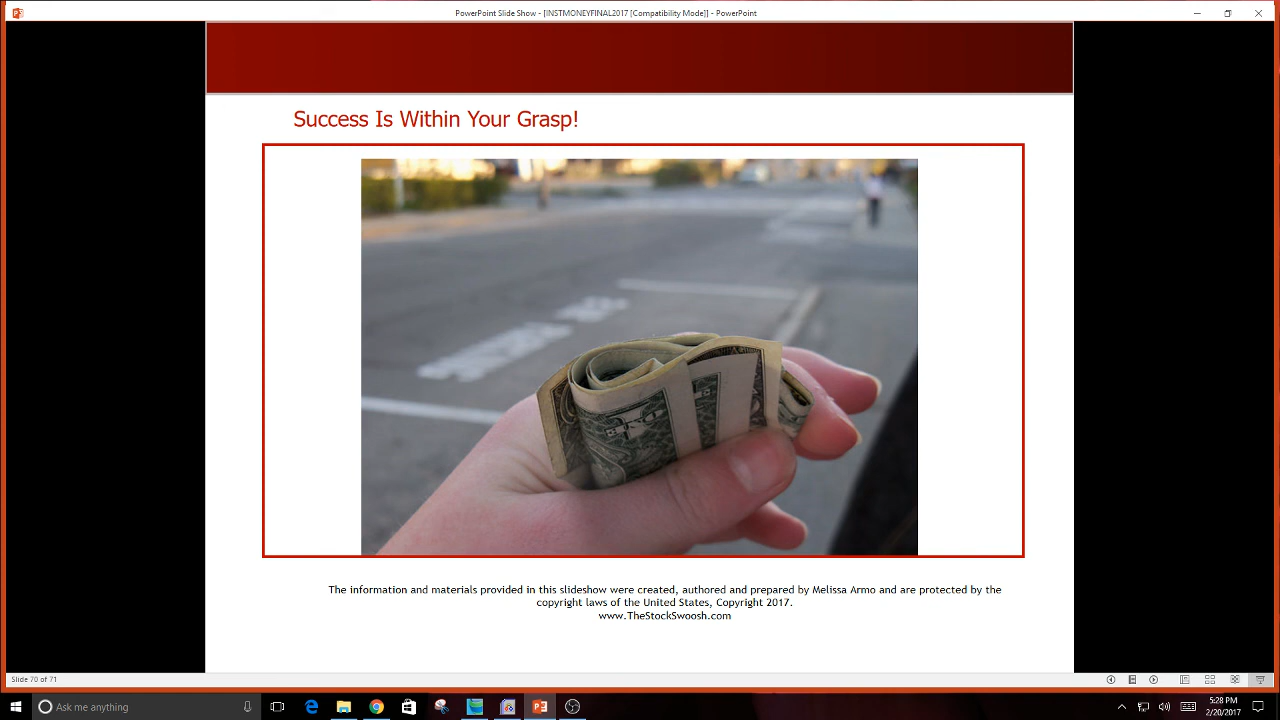 PowerPoint Slide Show - [INSTMONEYFINAL2017 [Compatibility Mode]] - PowerPoint
Success Is Within Your Grasp!
The information and materials provided in this slideshow were created, authored and prepared by Melissa Armo and are protected by the
copyright laws of the United States, Copyright 2017.
www.TheStockSwoosh.com
Slide 70 of 71
Ask me anything
5:28 PM
2/20/2017